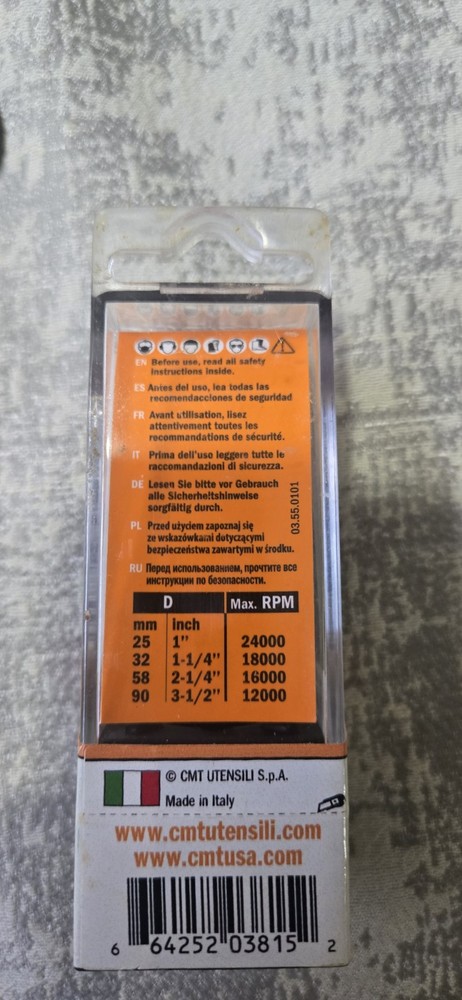 EN Before use, read all safety
instructions inside.
ES Antes del uso, lea todas las
recomendacciones de seguridad
FR Avant utilisation, lisez
attentivement toutes les
recommandations de sécurité.
IT Prima dell'uso leggere tutte le
raccomandazioni di sicurezza.
DE Lesen Sie bitte vor Gebrauch
alle Sicherheitshinweise
sorgfältig durch.
PL Przed użyciem zapoznaj się
ze wskazówkami dotyczącymi
bezpieczeństwa zawartymi w środku.
RU Перед использованием, прочтите все
инструкции по безопасности.
03.55.0101
D Max. RPM
mm inch
25 1" 24000
32 1-1/4" 18000
58 2-1/4" 16000
90 3-1/2" 12000
© CMT UTENSILI S.p.A.
Made in Italy
www.cmtutensili.com
www.cmtusa.com
6 64252 03815 2